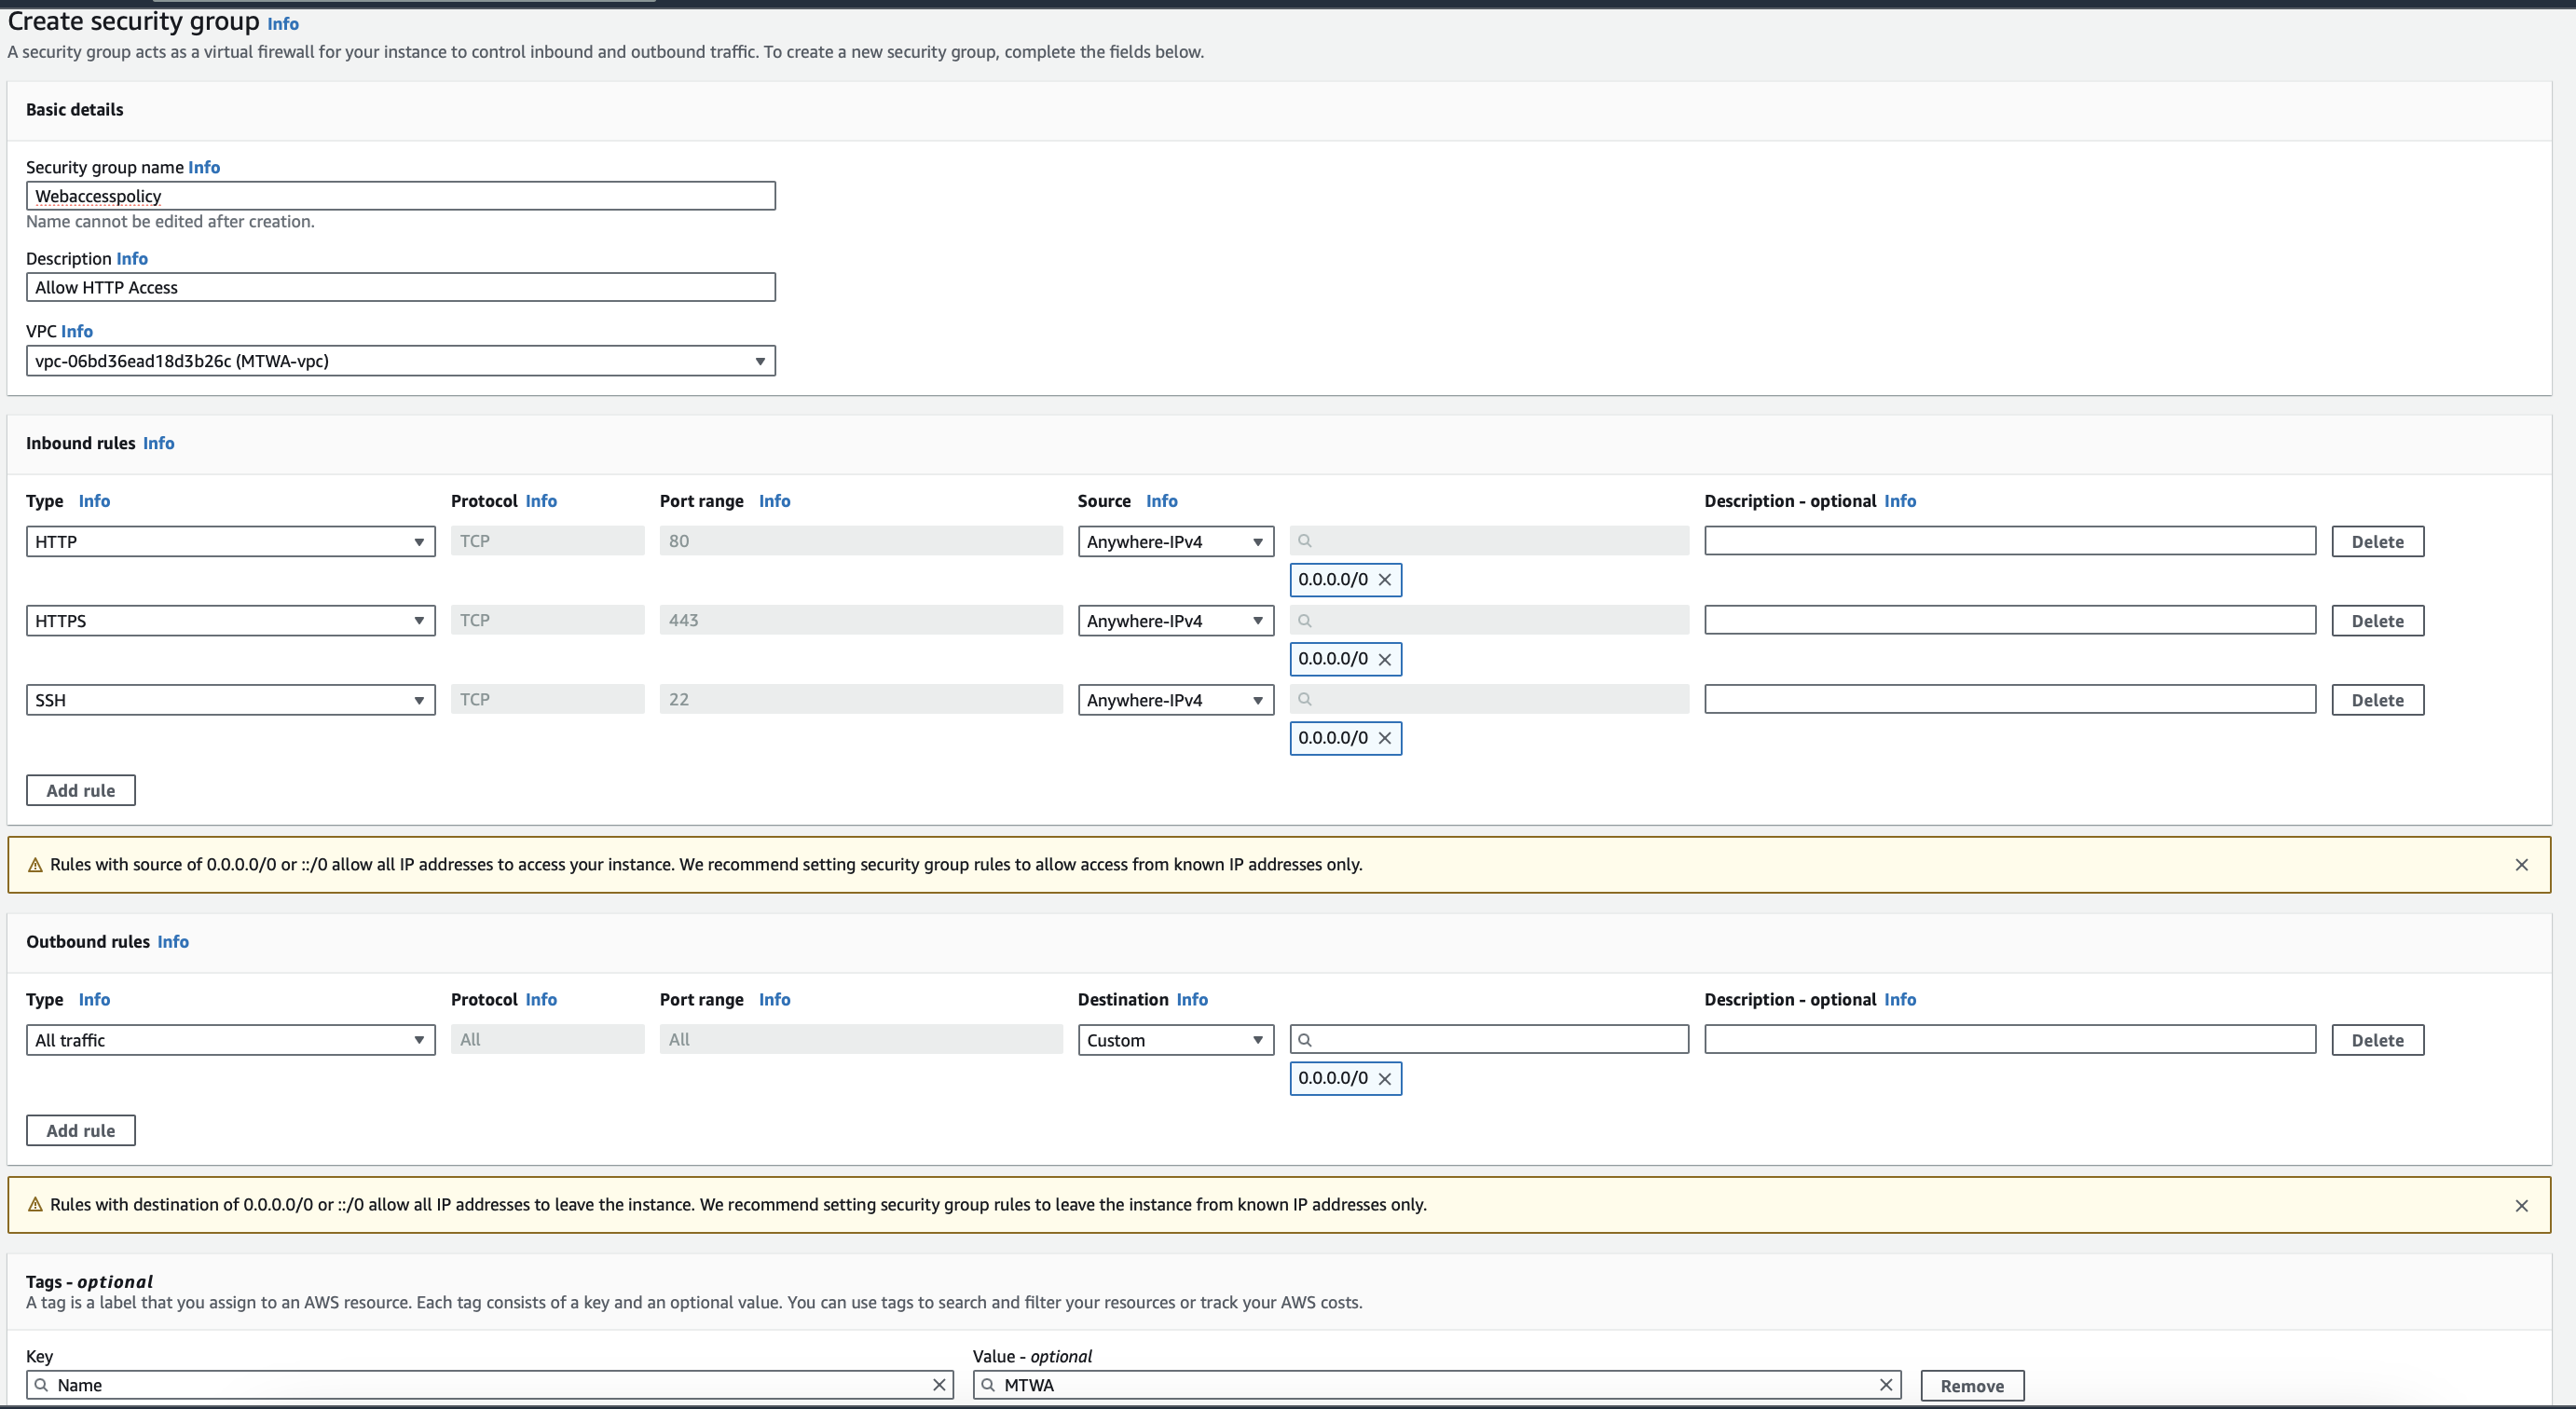 Create security group Info
A security group acts as a virtual firewall for your instance to control inbound and outbound traffic. To create a new security group, complete the fields below.
Basic details
Security group name Info
Webaccesspolicy
Name cannot be edited after creation.
Description Info
Allow HTTP Access
VPC Info
vpc-06bd36ead18d3b26c (MTWA-vpc)
Inbound rules Info
Type Info Protocol Info Port range Info Source Info Description - optional Info
HTTP TCP 80 Anywhere-IPv4 Delete
0.0.0.0/0
HTTPS TCP 443 Anywhere-IPv4 Delete
0.0.0.0/0
SSH TCP 22 Anywhere-IPv4 Delete
0.0.0.0/0
Add rule
Rules with source of 0.0.0.0/0 or ::/0 allow all IP addresses to access your instance. We recommend setting security group rules to allow access from known IP addresses only.
Outbound rules Info
Type Info Protocol Info Port range Info Destination Info Description - optional Info
All traffic All All Custom Delete
0.0.0.0/0
Add rule
Rules with destination of 0.0.0.0/0 or ::/0 allow all IP addresses to leave the instance. We recommend setting security group rules to leave the instance from known IP addresses only.
Tags - optional
A tag is a label that you assign to an AWS resource. Each tag consists of a key and an optional value. You can use tags to search and filter your resources or track your AWS costs.
Key Value - optional
Name MTWA Remove